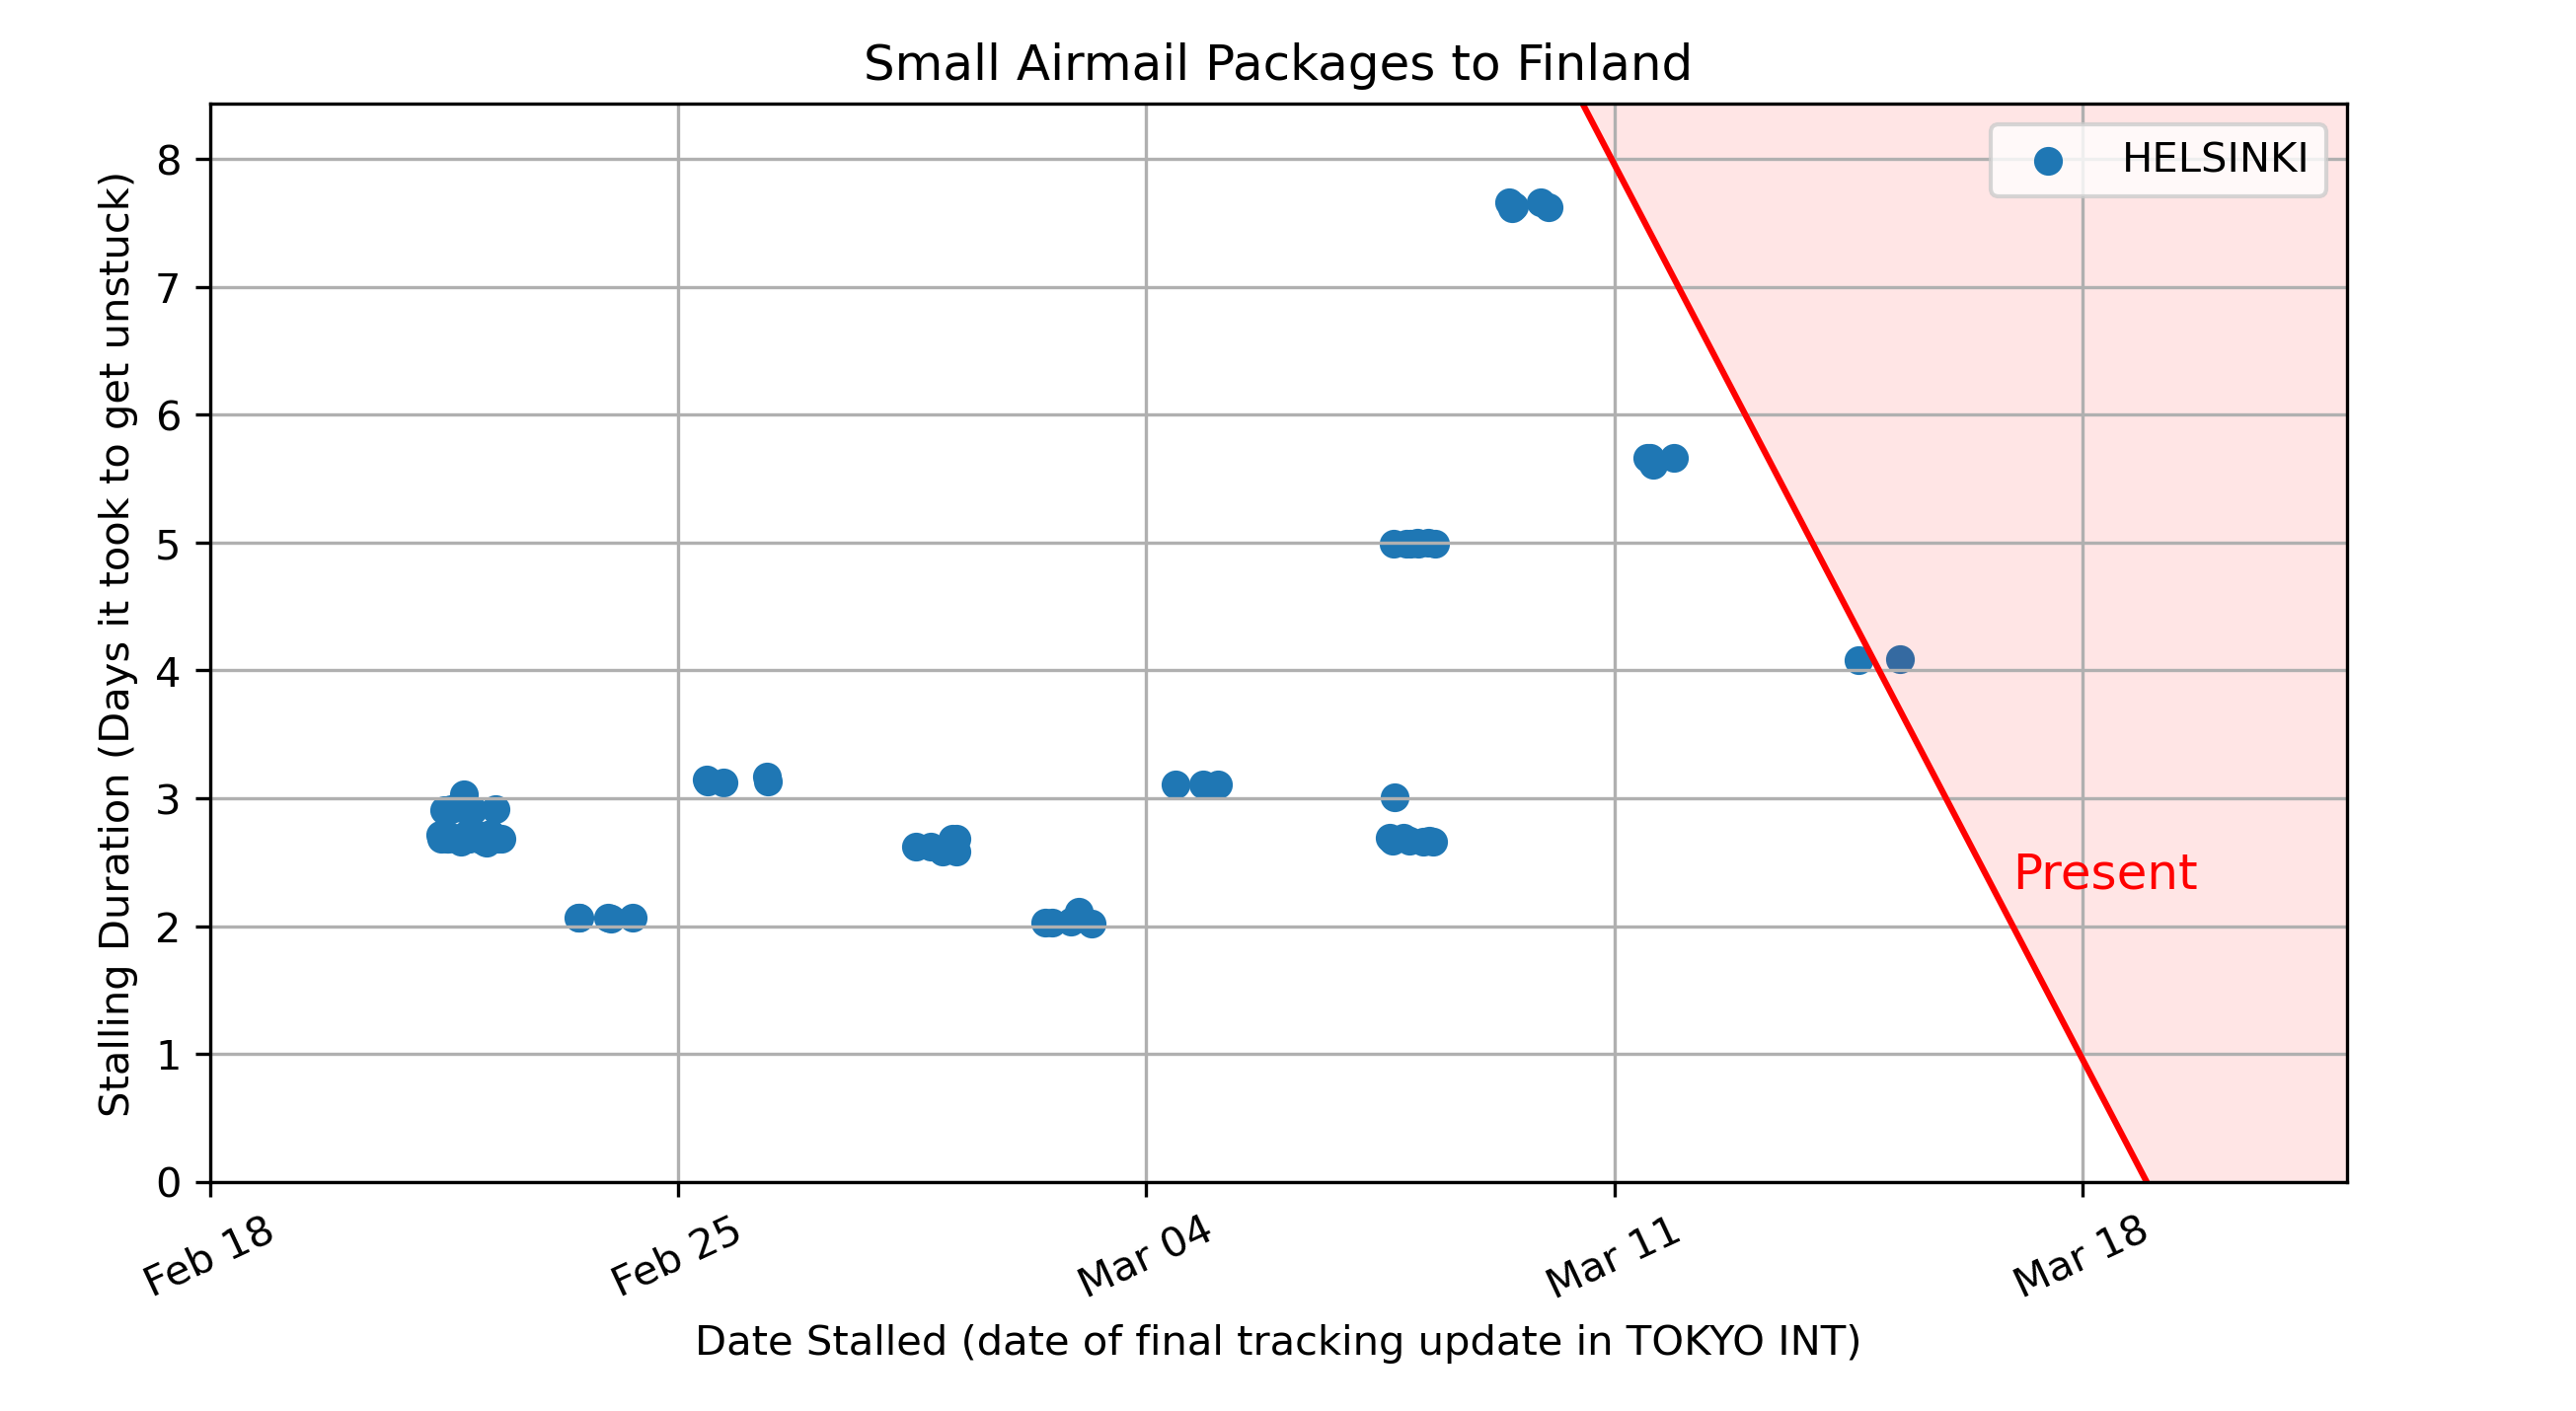 Small Airmail Packages to Finland
HELSINKI
Stalling Duration (Days it took to get unstuck)
8
7
6
5
4
3
2
1
0
Present
Feb 18
Feb 25
Mar 04
Mar 11
Mar 18
Date Stalled (date of final tracking update in TOKYO INT)